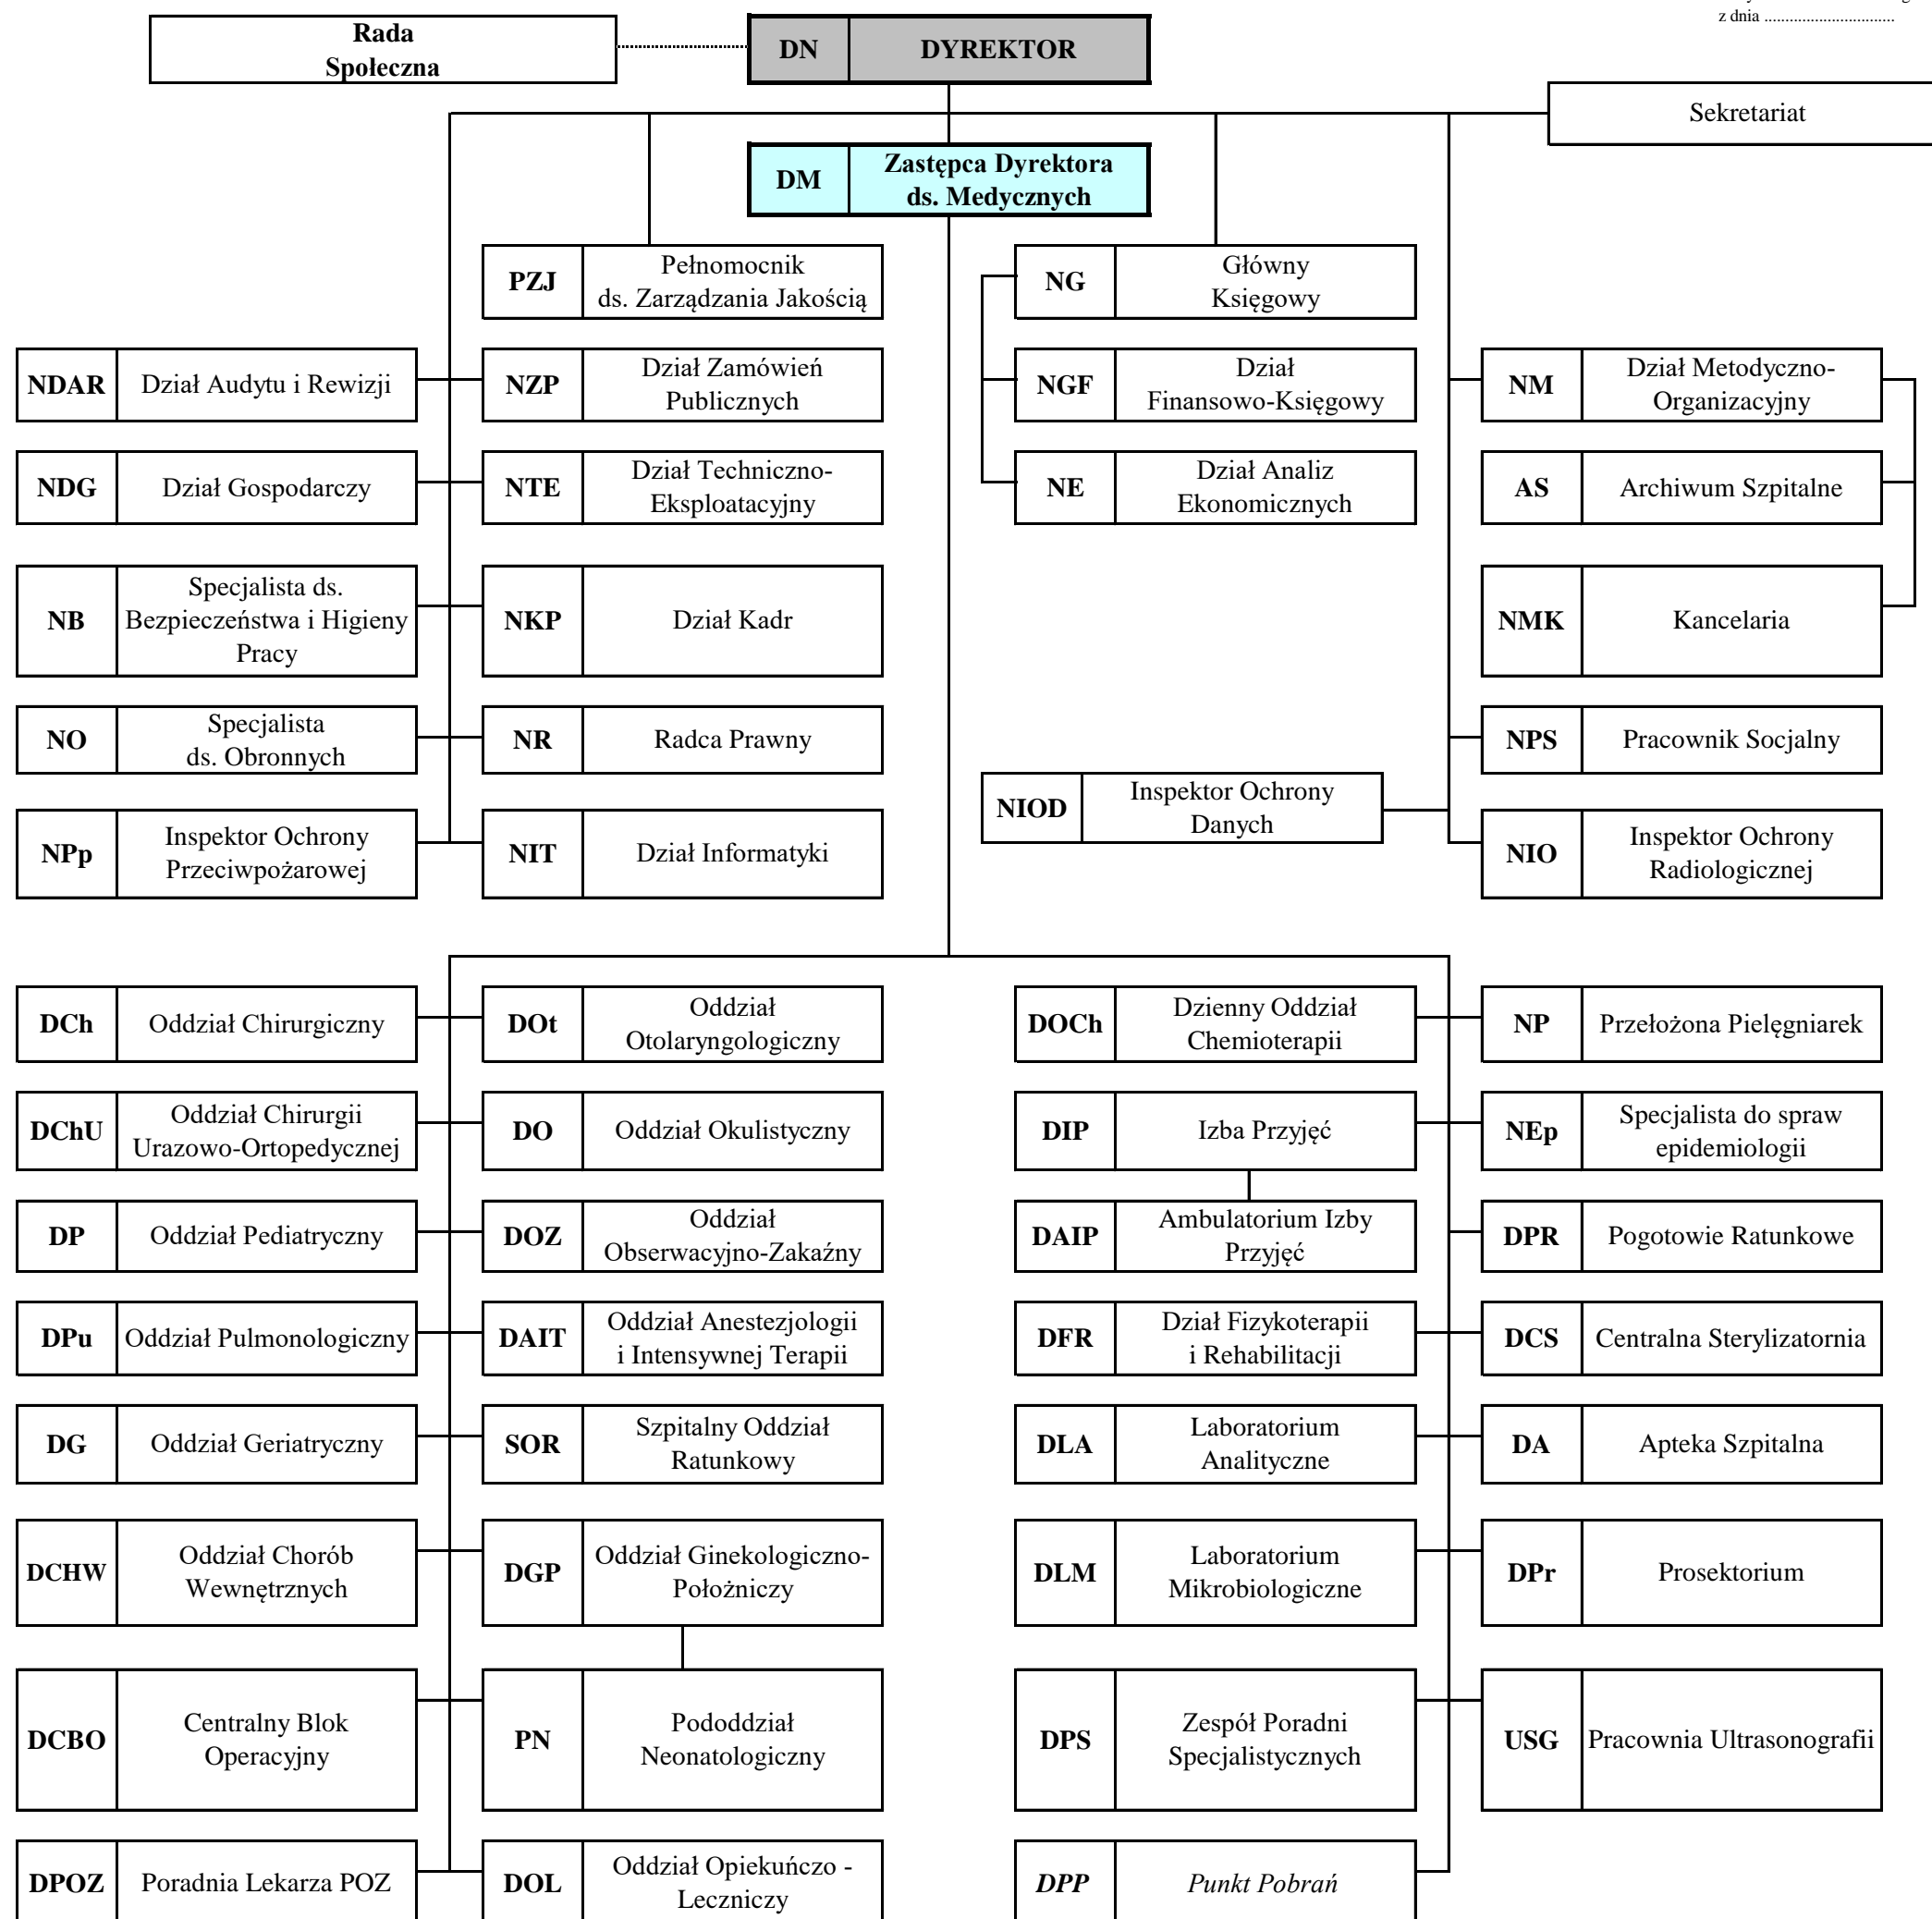 z dnia ...............................
Rada
Społeczna
DN
DYREKTOR
Sekretariat
DM
Zastępca Dyrektora
ds. Medycznych
PZJ
Pełnomocnik
ds. Zarządzania Jakością
NG
Główny
Księgowy
NDAR
Dział Audytu i Rewizji
NZP
Dział Zamówień
Publicznych
NGF
Dział
Finansowo-Księgowy
NM
Dział Metodyczno-
Organizacyjny
NDG
Dział Gospodarczy
NTE
Dział Techniczno-
Eksploatacyjny
NE
Dział Analiz
Ekonomicznych
AS
Archiwum Szpitalne
NB
Specjalista ds.
Bezpieczeństwa i Higieny
Pracy
NKP
Dział Kadr
NMK
Kancelaria
NO
Specjalista
ds. Obronnych
NR
Radca Prawny
NPS
Pracownik Socjalny
NIOD
Inspektor Ochrony
Danych
NPp
Inspektor Ochrony
Przeciwpożarowej
NIT
Dział Informatyki
NIO
Inspektor Ochrony
Radiologicznej
DCh
Oddział Chirurgiczny
DOt
Oddział
Otolaryngologiczny
DOCh
Dzienny Oddział
Chemioterapii
NP
Przełożona Pielęgniarek
DChU
Oddział Chirurgii
Urazowo-Ortopedycznej
DO
Oddział Okulistyczny
DIP
Izba Przyjęć
NEp
Specjalista do spraw
epidemiologii
DP
Oddział Pediatryczny
DOZ
Oddział
Obserwacyjno-Zakaźny
DAIP
Ambulatorium Izby
Przyjęć
DPR
Pogotowie Ratunkowe
DPu
Oddział Pulmonologiczny
DAIT
Oddział Anestezjologii
i Intensywnej Terapii
DFR
Dział Fizykoterapii
i Rehabilitacji
DCS
Centralna Sterylizatornia
DG
Oddział Geriatryczny
SOR
Szpitalny Oddział
Ratunkowy
DLA
Laboratorium
Analityczne
DA
Apteka Szpitalna
DCHW
Oddział Chorób
Wewnętrznych
DGP
Oddział Ginekologiczno-
Położniczy
DLM
Laboratorium
Mikrobiologiczne
DPr
Prosektorium
DCBO
Centralny Blok
Operacyjny
PN
Pododdział
Neonatologiczny
DPS
Zespół Poradni
Specjalistycznych
USG
Pracownia Ultrasonografii
DPOZ
Poradnia Lekarza POZ
DOL
Oddział Opiekuńczo -
Leczniczy
DPP
Punkt Pobrań